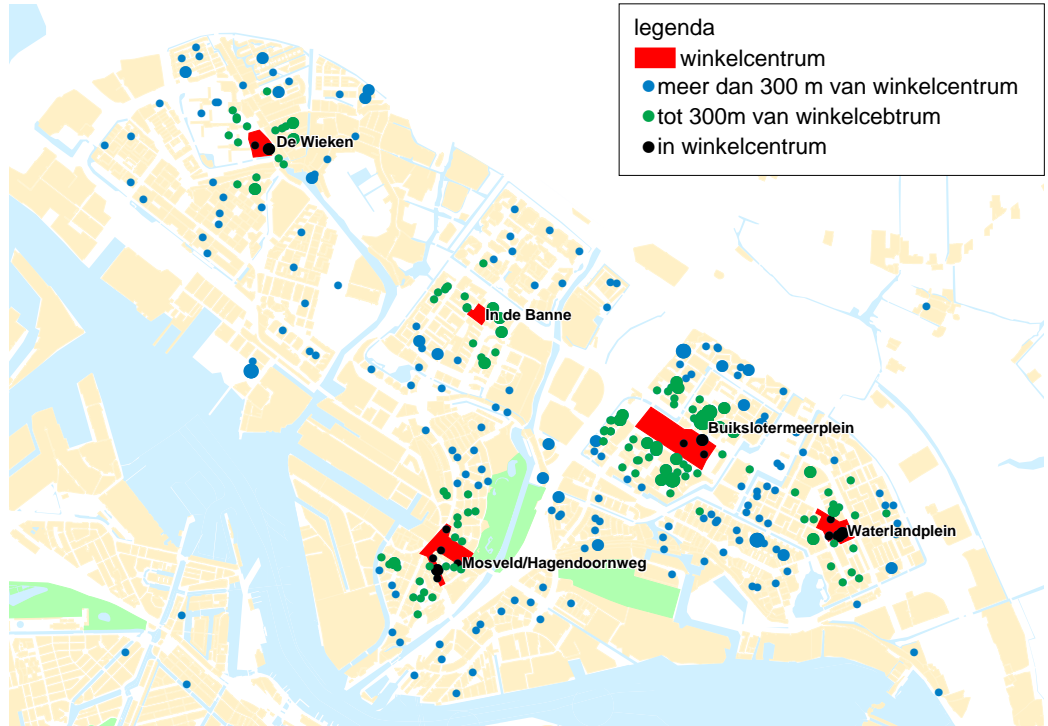 legenda
winkelcentrum
meer dan 300 m van winkelcentrum
tot 300m van winkelcebtrum
in winkelcentrum
De Wieken
In de Banne
Buikslotermeerplein
Waterlandplein
Mosveld/Hagendoornweg